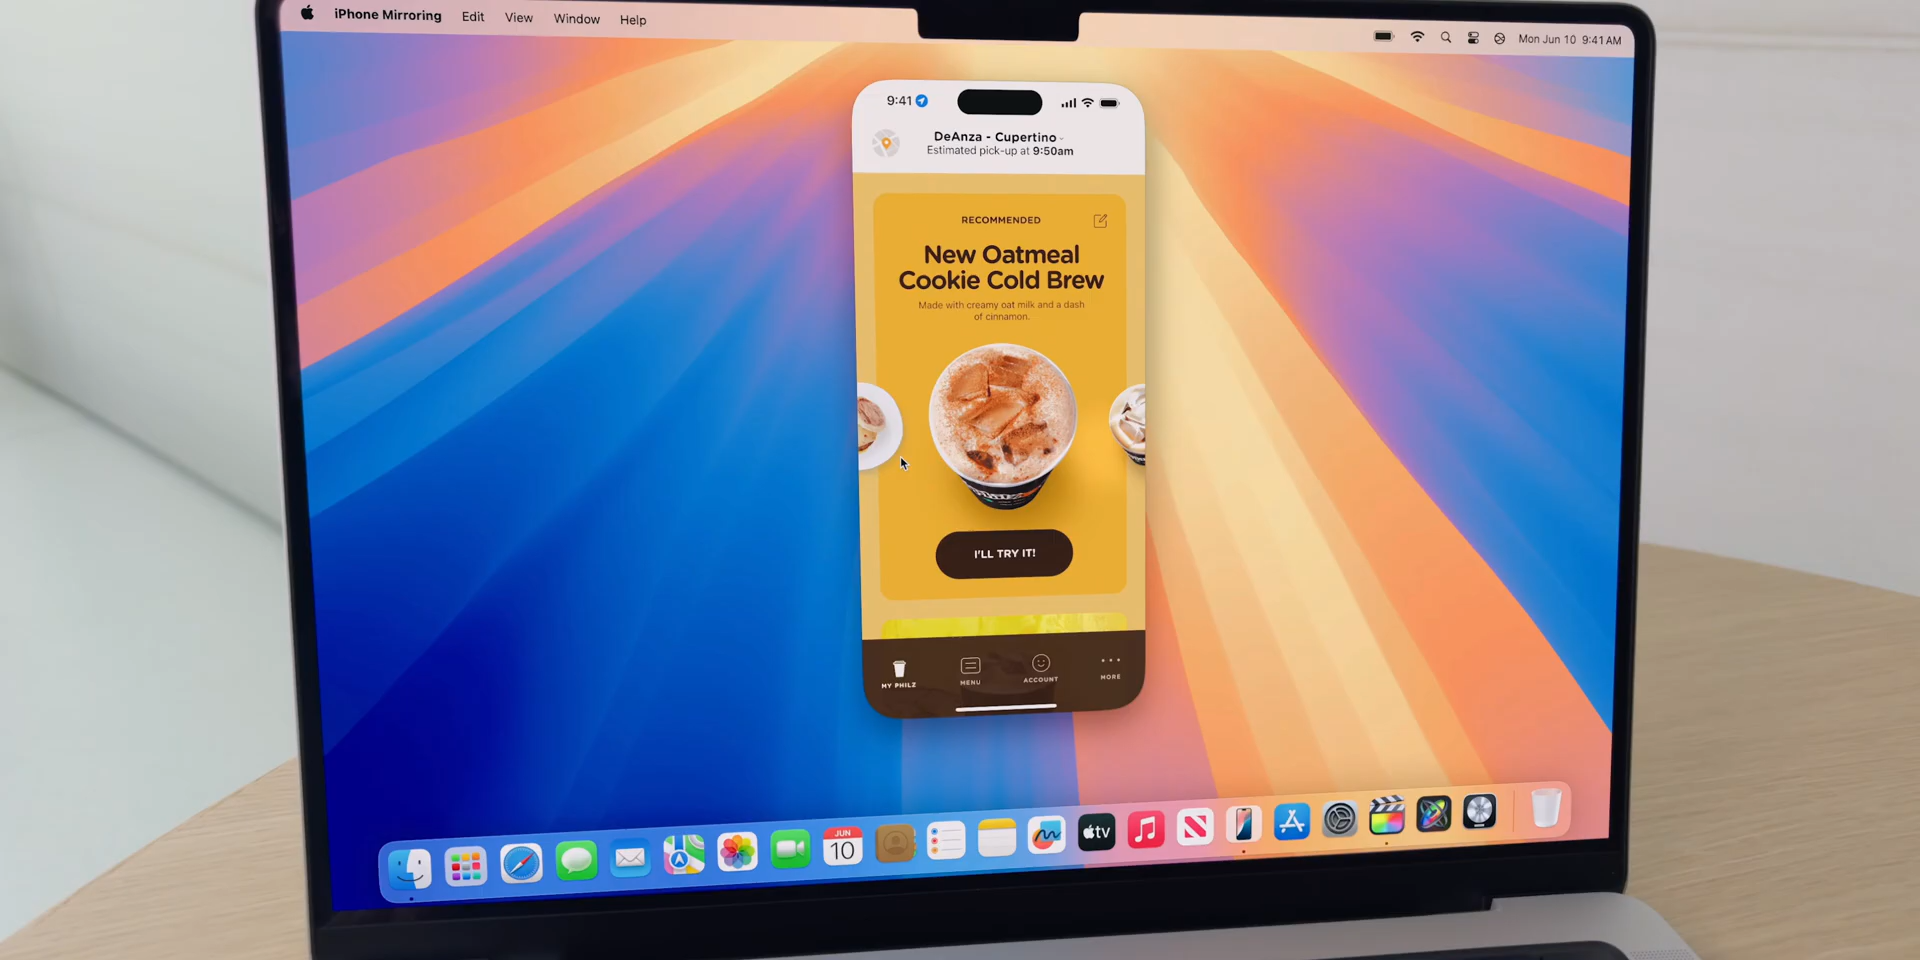 iPhone Mirroring Edit View Window Help
Mon Jun 10 9:41 AM
9:41
DeAnza - Cupertino
Estimated pick-up at 9:50am
RECOMMENDED
New Oatmeal
Cookie Cold Brew
Made with creamy oat milk and a dash
of cinnamon.
I'LL TRY IT!
MY PHILZ MENU ACCOUNT MORE
JUN
10
tv